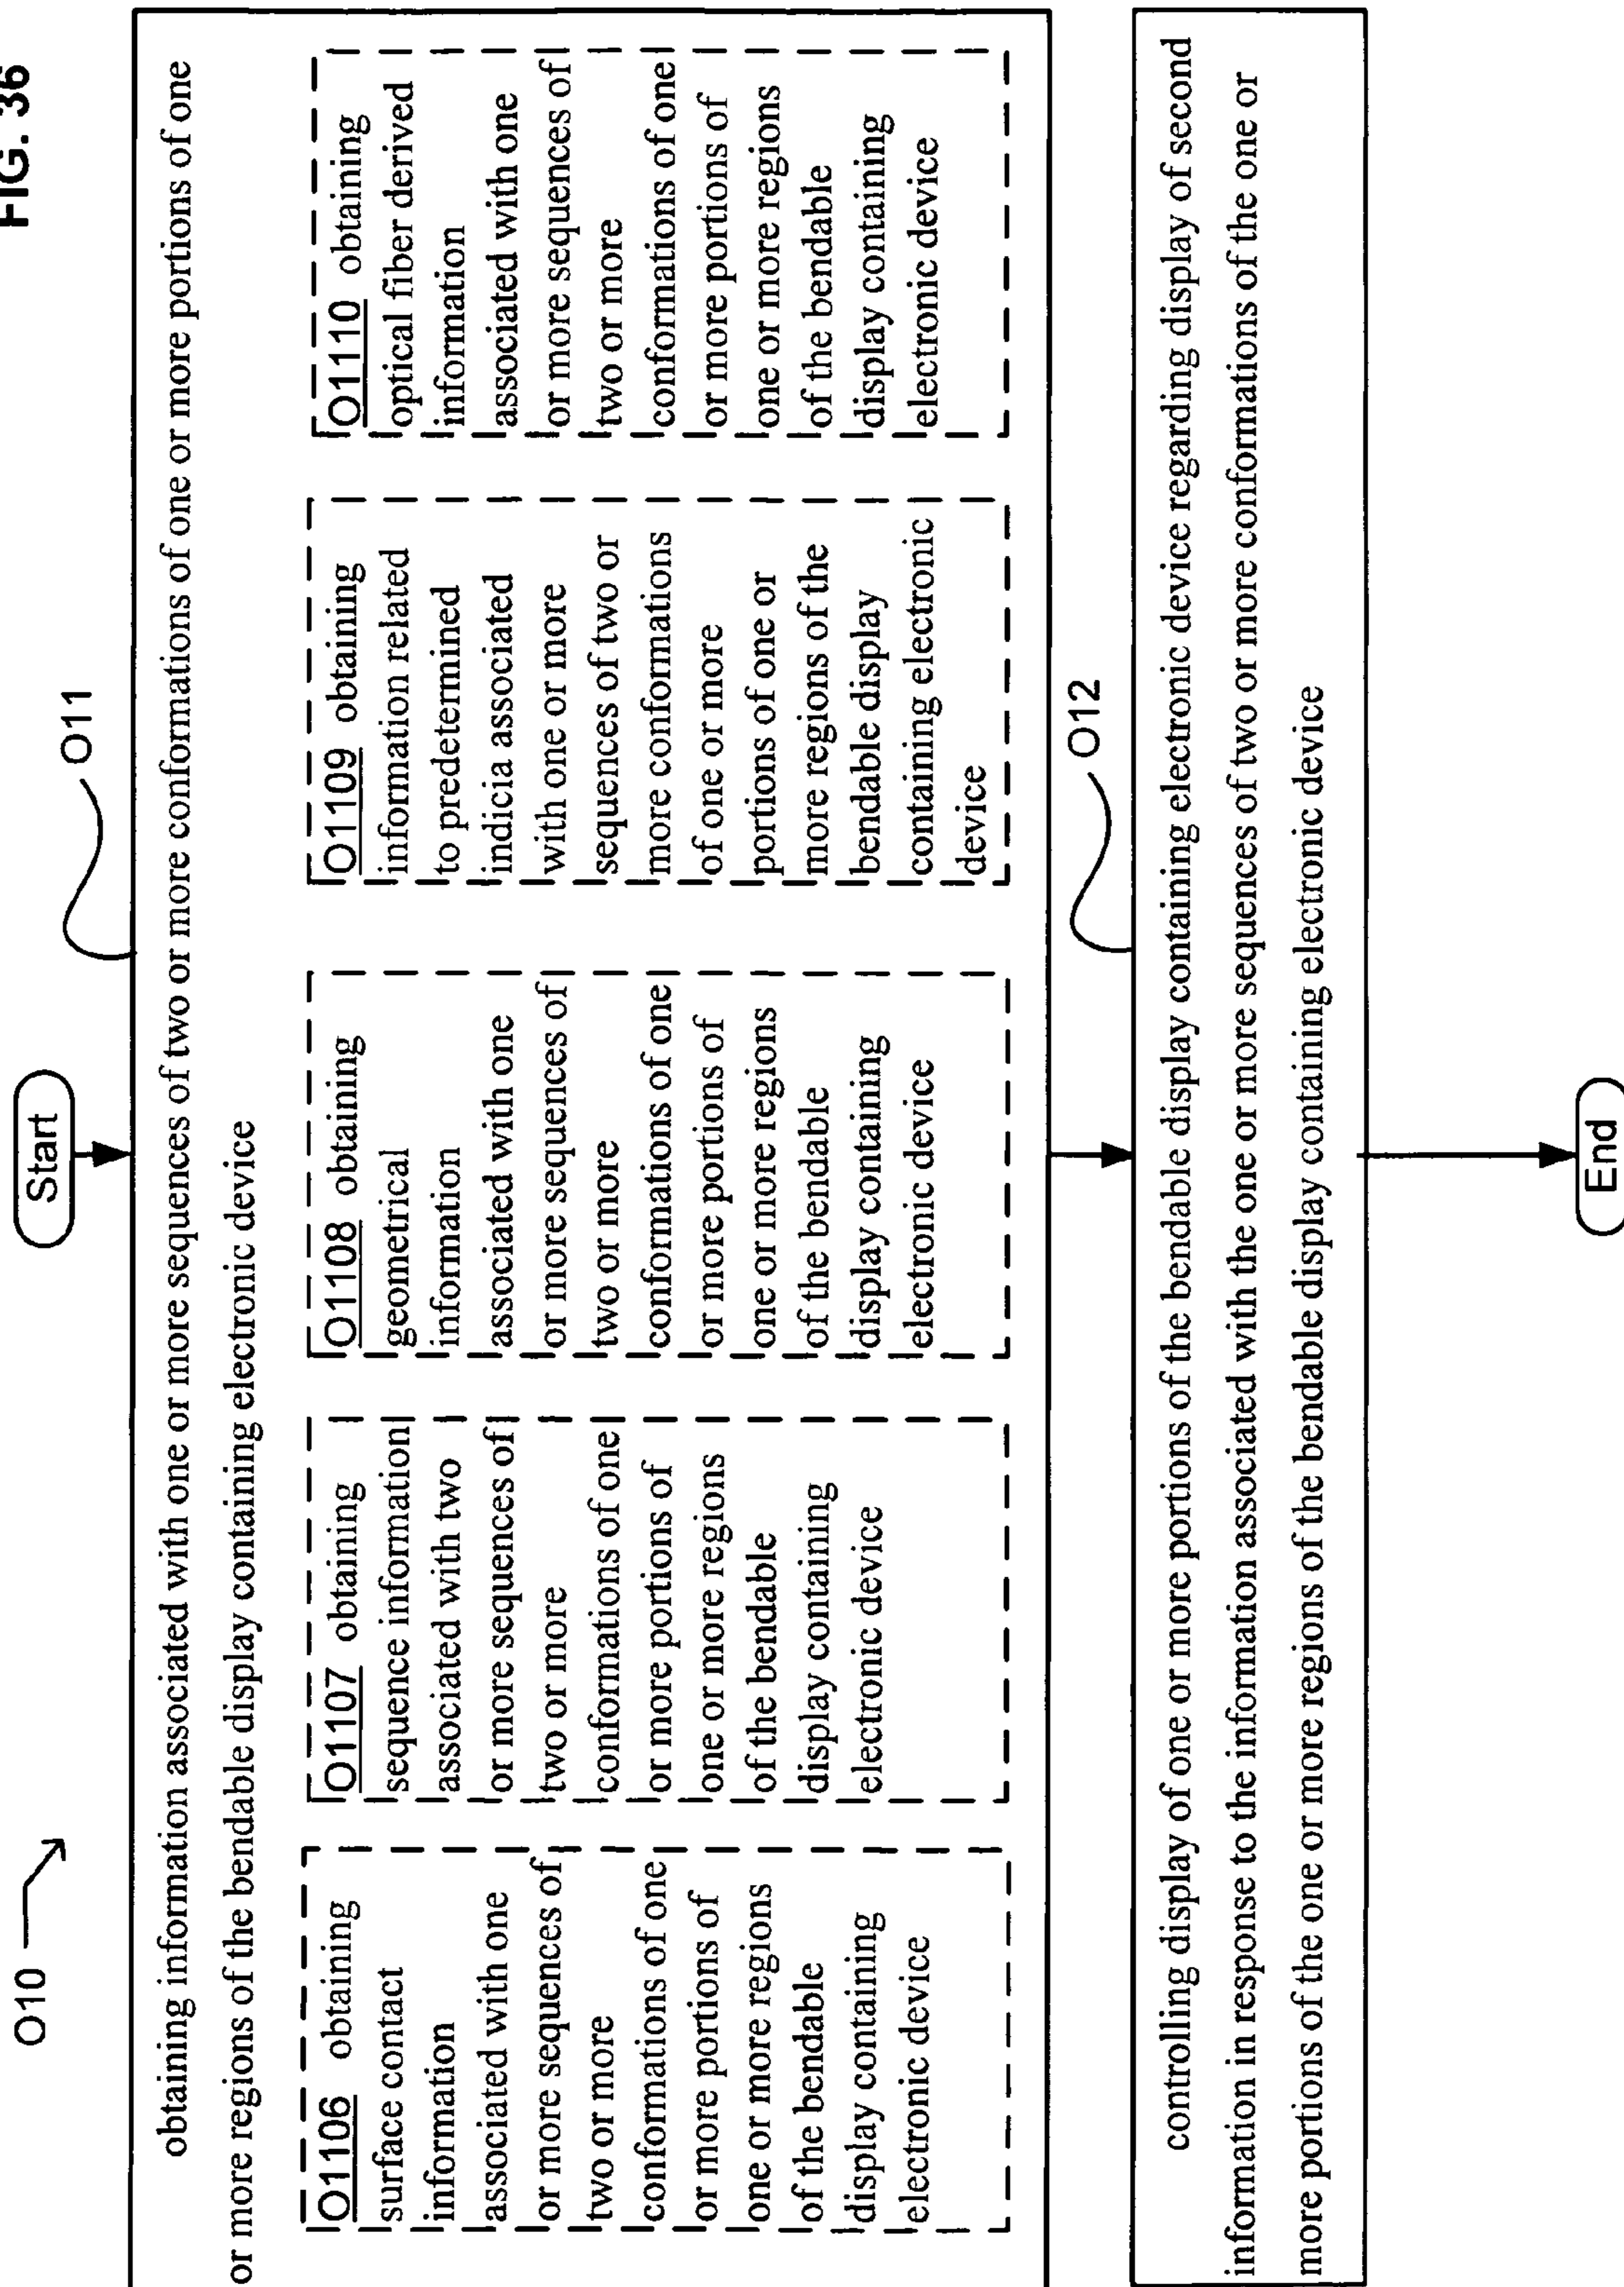 FIG. 36
O10
Start
O11
obtaining information associated with one or more sequences of two or more conformations of one or more portions of one
or more regions of the bendable display containing electronic device
O1106 obtaining
surface contact
information
associated with one
or more sequences of
two or more
conformations of one
or more portions of
one or more regions
of the bendable
display containing
electronic device
O1107 obtaining
sequence information
associated with two
or more sequences of
two or more
conformations of one
or more portions of
one or more regions
of the bendable
display containing
electronic device
O1108 obtaining
geometrical
information
associated with one
or more sequences of
two or more
conformations of one
or more portions of
one or more regions
of the bendable
display containing
electronic device
O1109 obtaining
information related
to predetermined
indicia associated
with one or more
sequences of two or
more conformations
of one or more
portions of one or
more regions of the
bendable display
containing electronic
device
O1110 obtaining
optical fiber derived
information
associated with one
or more sequences of
two or more
conformations of one
or more portions of
one or more regions
of the bendable
display containing
electronic device
O12
controlling display of one or more portions of the bendable display containing electronic device regarding display of second
information in response to the information associated with the one or more sequences of two or more conformations of the one or
more portions of the one or more regions of the bendable display containing electronic device
End